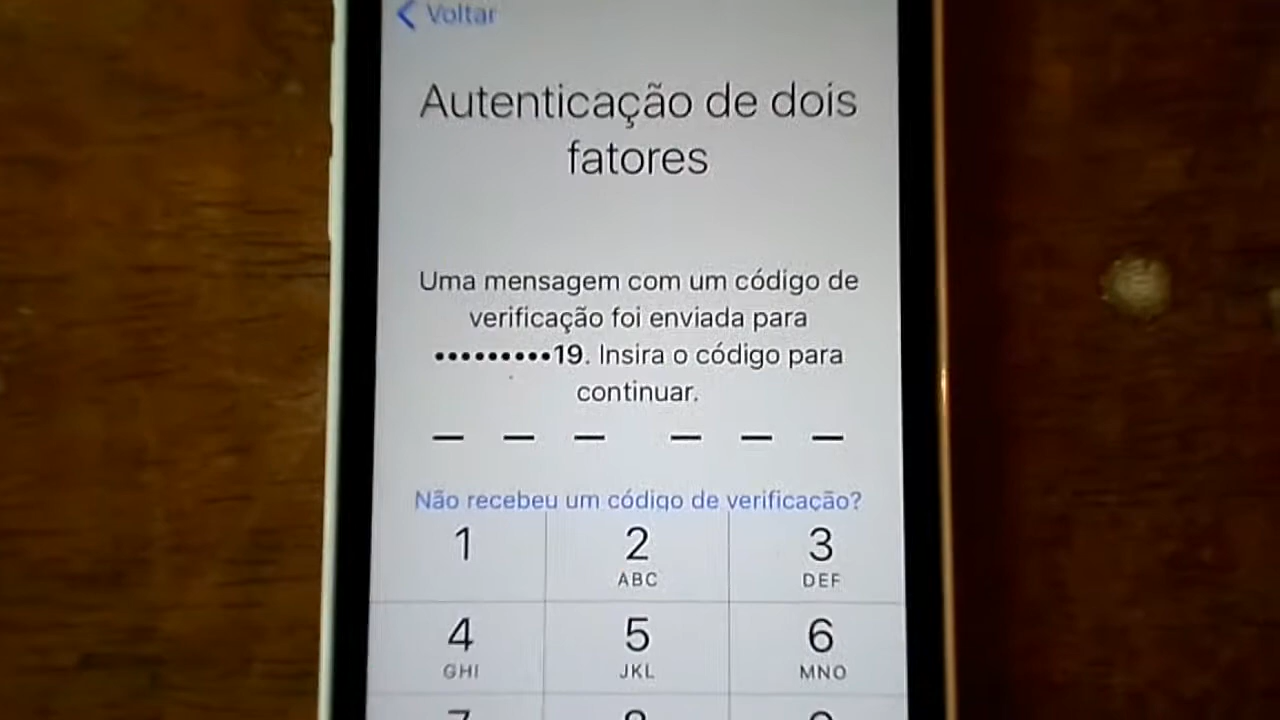 Voltar
Autenticação de dois
fatores
Uma mensagem com um código de
verificação foi enviada para
•••••••••19. Insira o código para
continuar.
Não recebeu um código de verificação?
1 2 3
ABC DEF
4 5 6
GHI JKL MNO